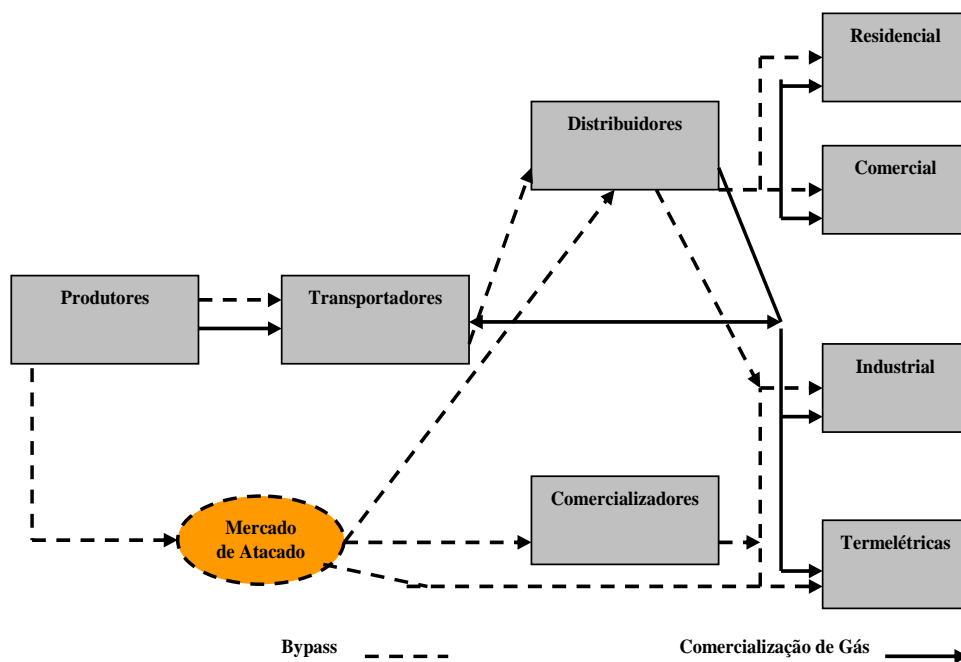 Residencial
Distribuidores
Comercial
Produtores
Transportadores
Industrial
Comercializadores
Mercado
de Atacado
Termelétricas
Bypass
Comercialização de Gás